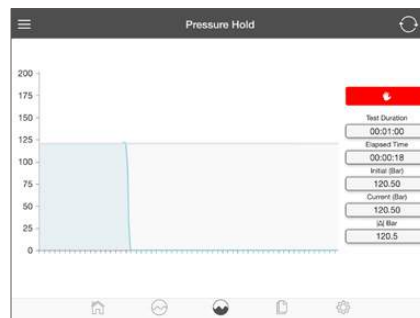 Pressure Hold
200
175
150
125
100
75
50
25
0
Test Duration
00:01:00
Elapsed Time
00:00:18
Initial (Bar)
120.50
Current (Bar)
120.50
|Δ| Bar
120.5